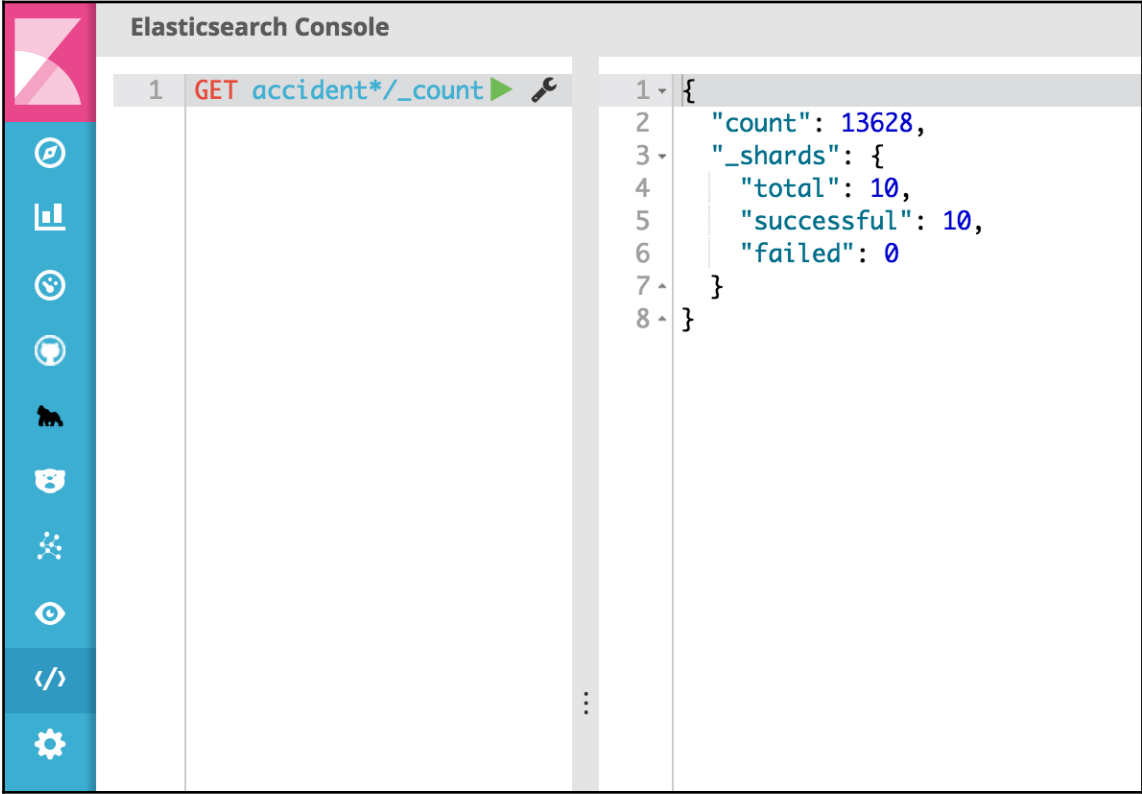 Elasticsearch Console
1 GET accident*/_count
1 {
2 "count": 13628,
3 "_shards": {
4 "total": 10,
5 "successful": 10,
6 "failed": 0
7 }
8 }